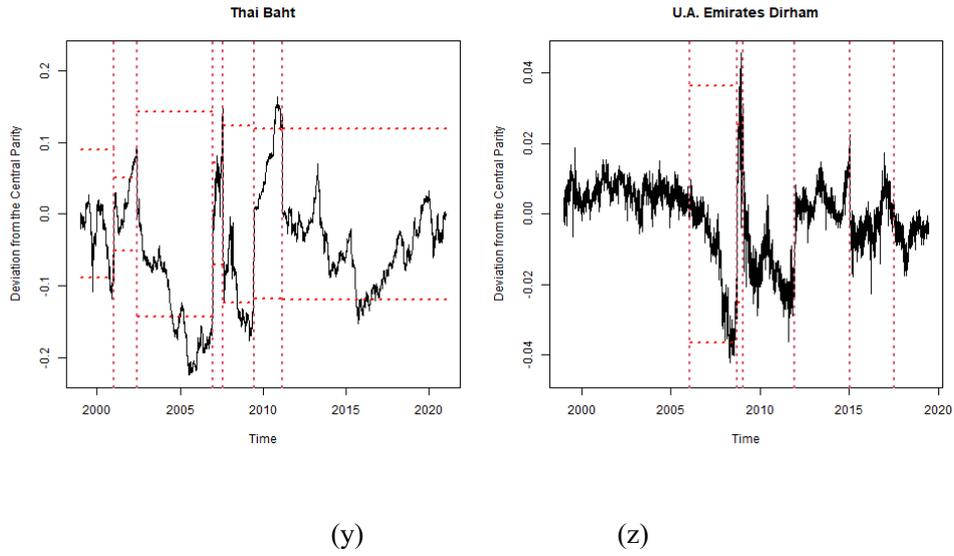 Thai Baht
Deviation from the Central Parity
0.2
0.1
0.0
-0.1
-0.2
2000 2005 2010 2015 2020
Time
U.A. Emirates Dirham
Deviation from the Central Parity
0.04
0.02
0.00
-0.02
-0.04
2000 2005 2010 2015 2020
Time
(y) (z)